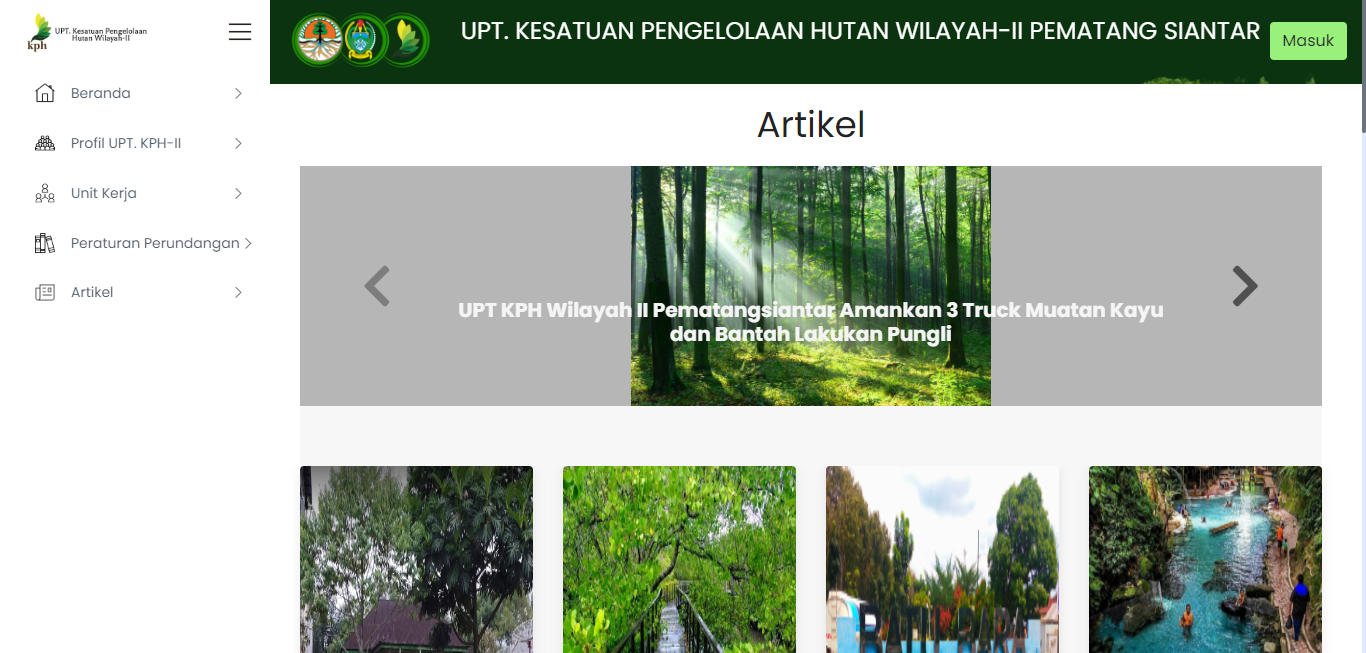 kph
UPT. Kesatuan Pengelolaan
Hutan Wilayah-II
Beranda
Profil UPT. KPH-II
Unit Kerja
Peraturan Perundangan
Artikel
UPT. KESATUAN PENGELOLAAN HUTAN WILAYAH-II PEMATANG SIANTAR
Masuk
Artikel
UPT KPH Wilayah II Pematangsiantar Amankan 3 Truck Muatan Kayu
dan Bantah Lakukan Pungli